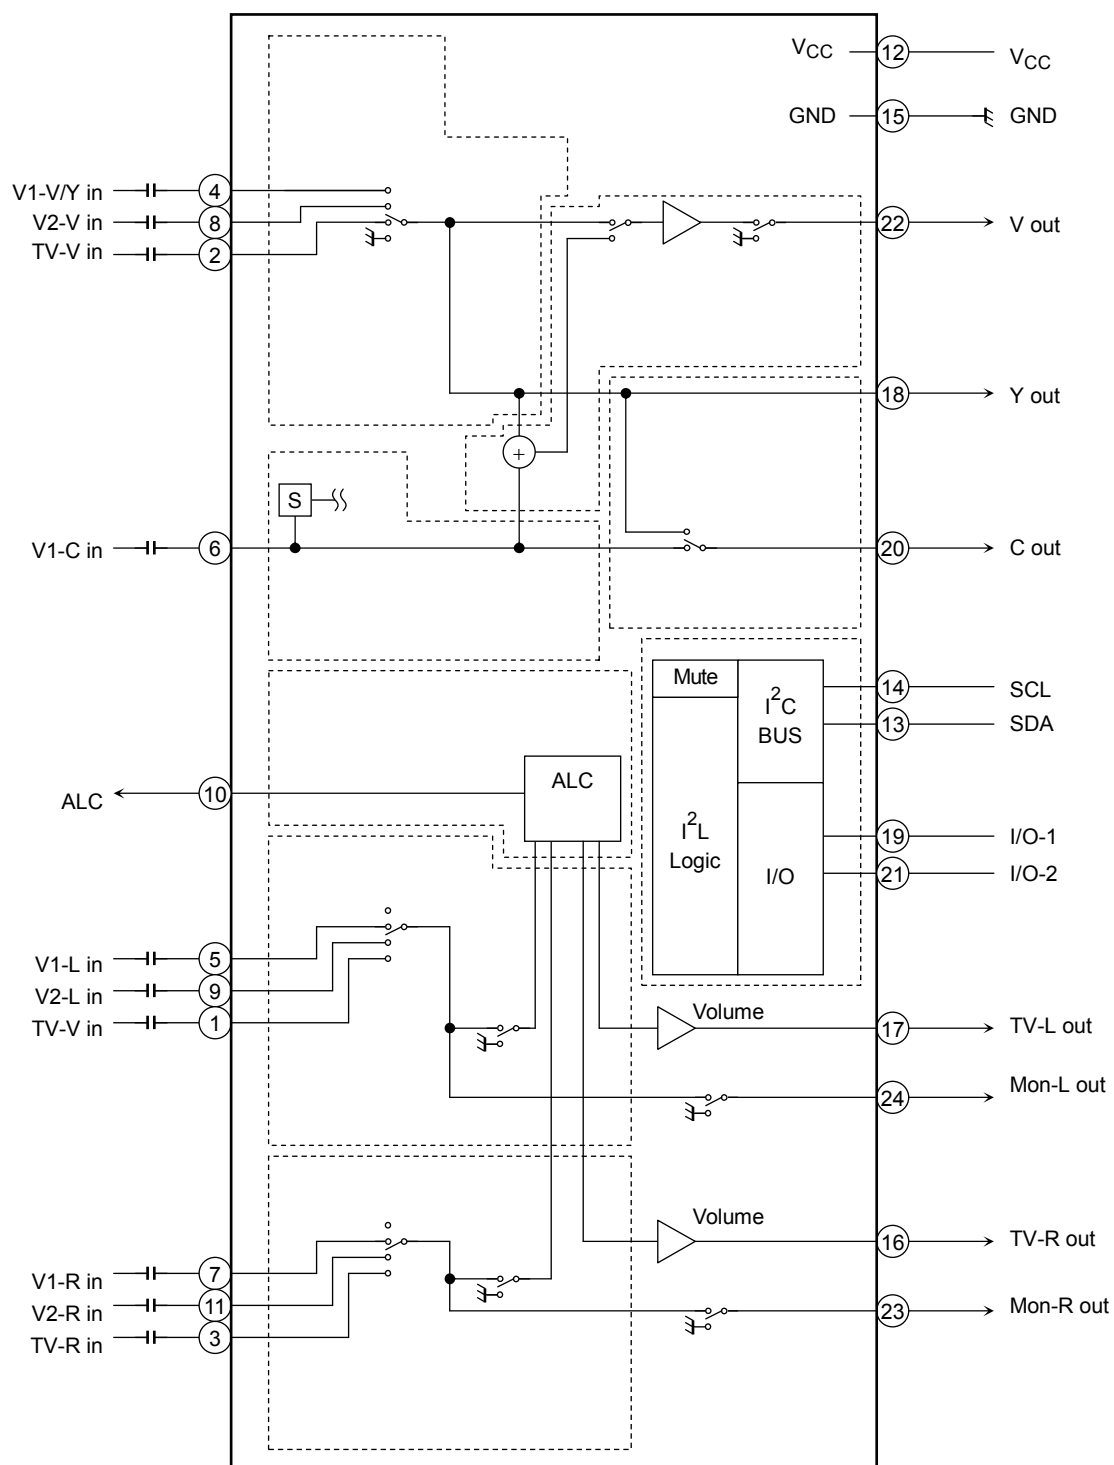 VCC 12 VCC
GND 15 GND
V1-V/Y in 4
V2-V in 8 22 V out
TV-V in 2
18 Y out
+
S
V1-C in 6 20 C out
Mute
I2C
BUS
14 SCL
13 SDA
ALC
ALC 10
I2L
Logic
I/O
19 I/O-1
21 I/O-2
V1-L in 5
V2-L in 9
TV-V in 1
Volume
17 TV-L out
24 Mon-L out
Volume
16 TV-R out
V1-R in 7
V2-R in 11
23 Mon-R out
TV-R in 3